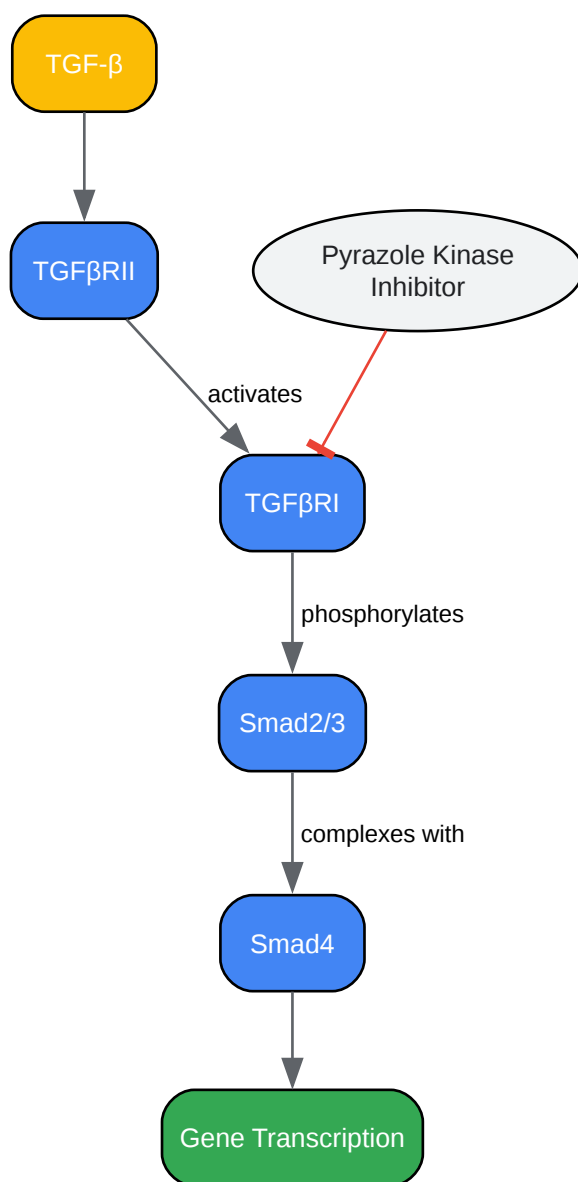 TGF-β
TGFβRII
Pyrazole Kinase
Inhibitor
activates
TGFβRI
phosphorylates
Smad2/3
complexes with
Smad4
Gene Transcription